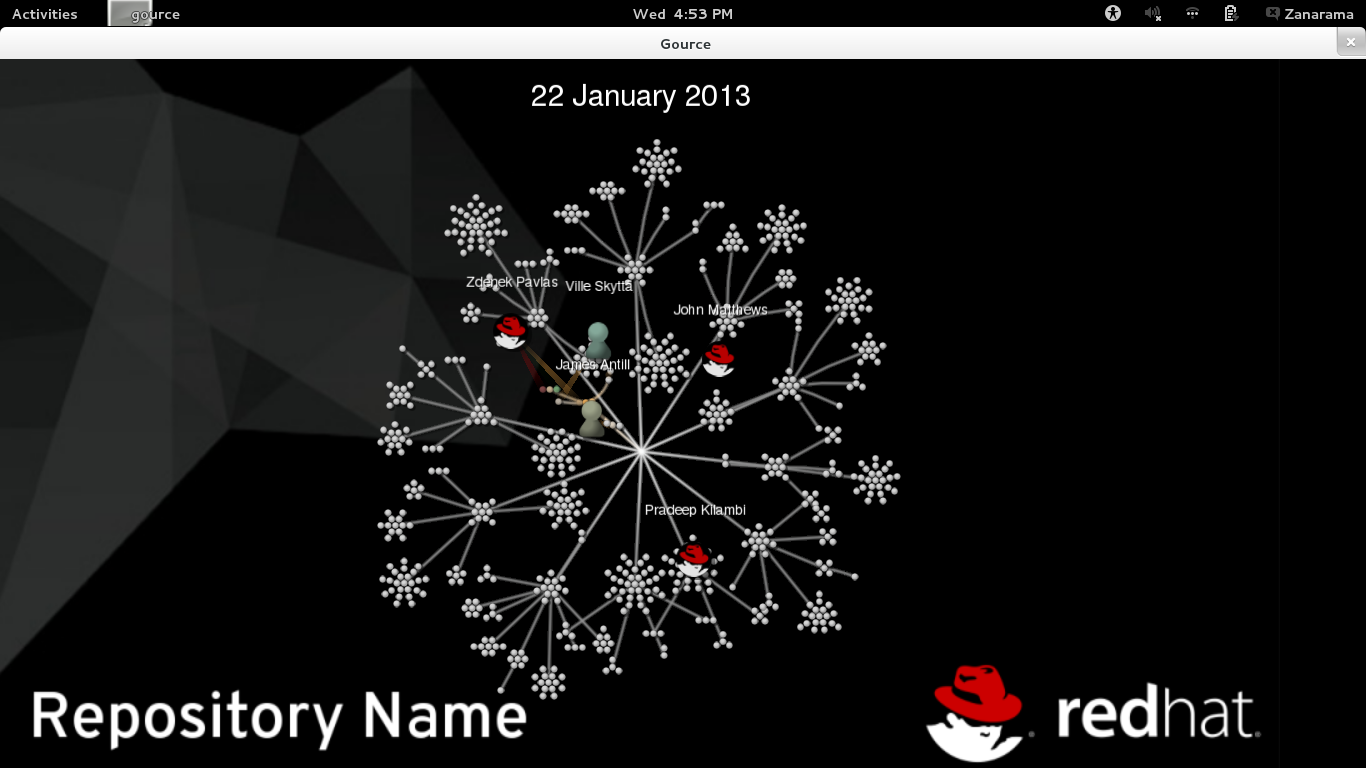 Activities gource Wed 4:53 PM Zanarama
Gource
22 January 2013
Zdenek Pavlas
Ville Skytta
John Matthews
James Antill
Pradeep Kilambi
Repository Name
redhat.